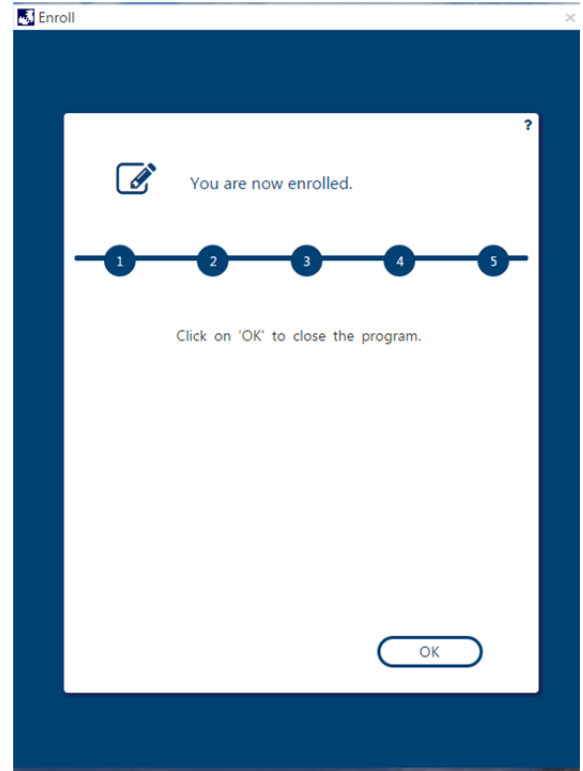 Enroll
?
You are now enrolled.
1 2 3 4 5
Click on 'OK' to close the program.
OK